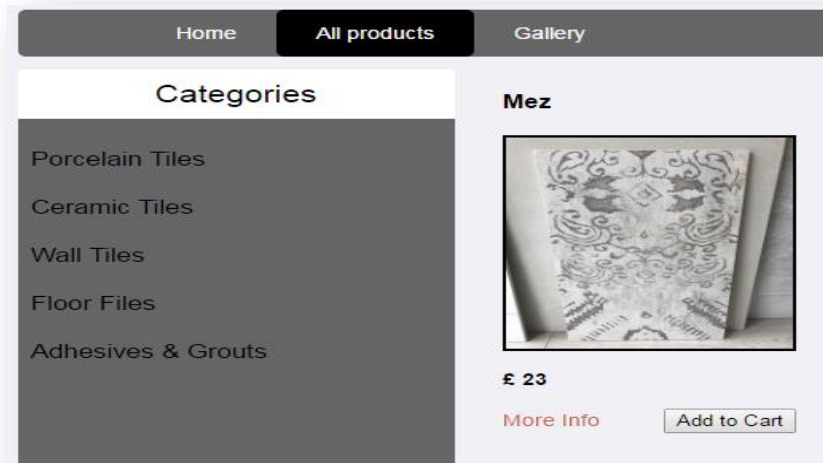 Home All products Gallery
Categories
Porcelain Tiles
Ceramic Tiles
Wall Tiles
Floor Files
Adhesives & Grouts
Mez
£ 23
More Info Add to Cart